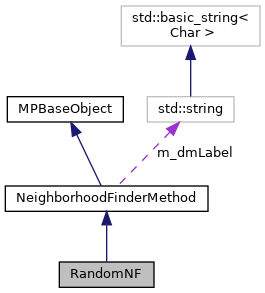 std::basic_string<
Char >
MPBaseObject
std::string
m_dmLabel
NeighborhoodFinderMethod
RandomNF